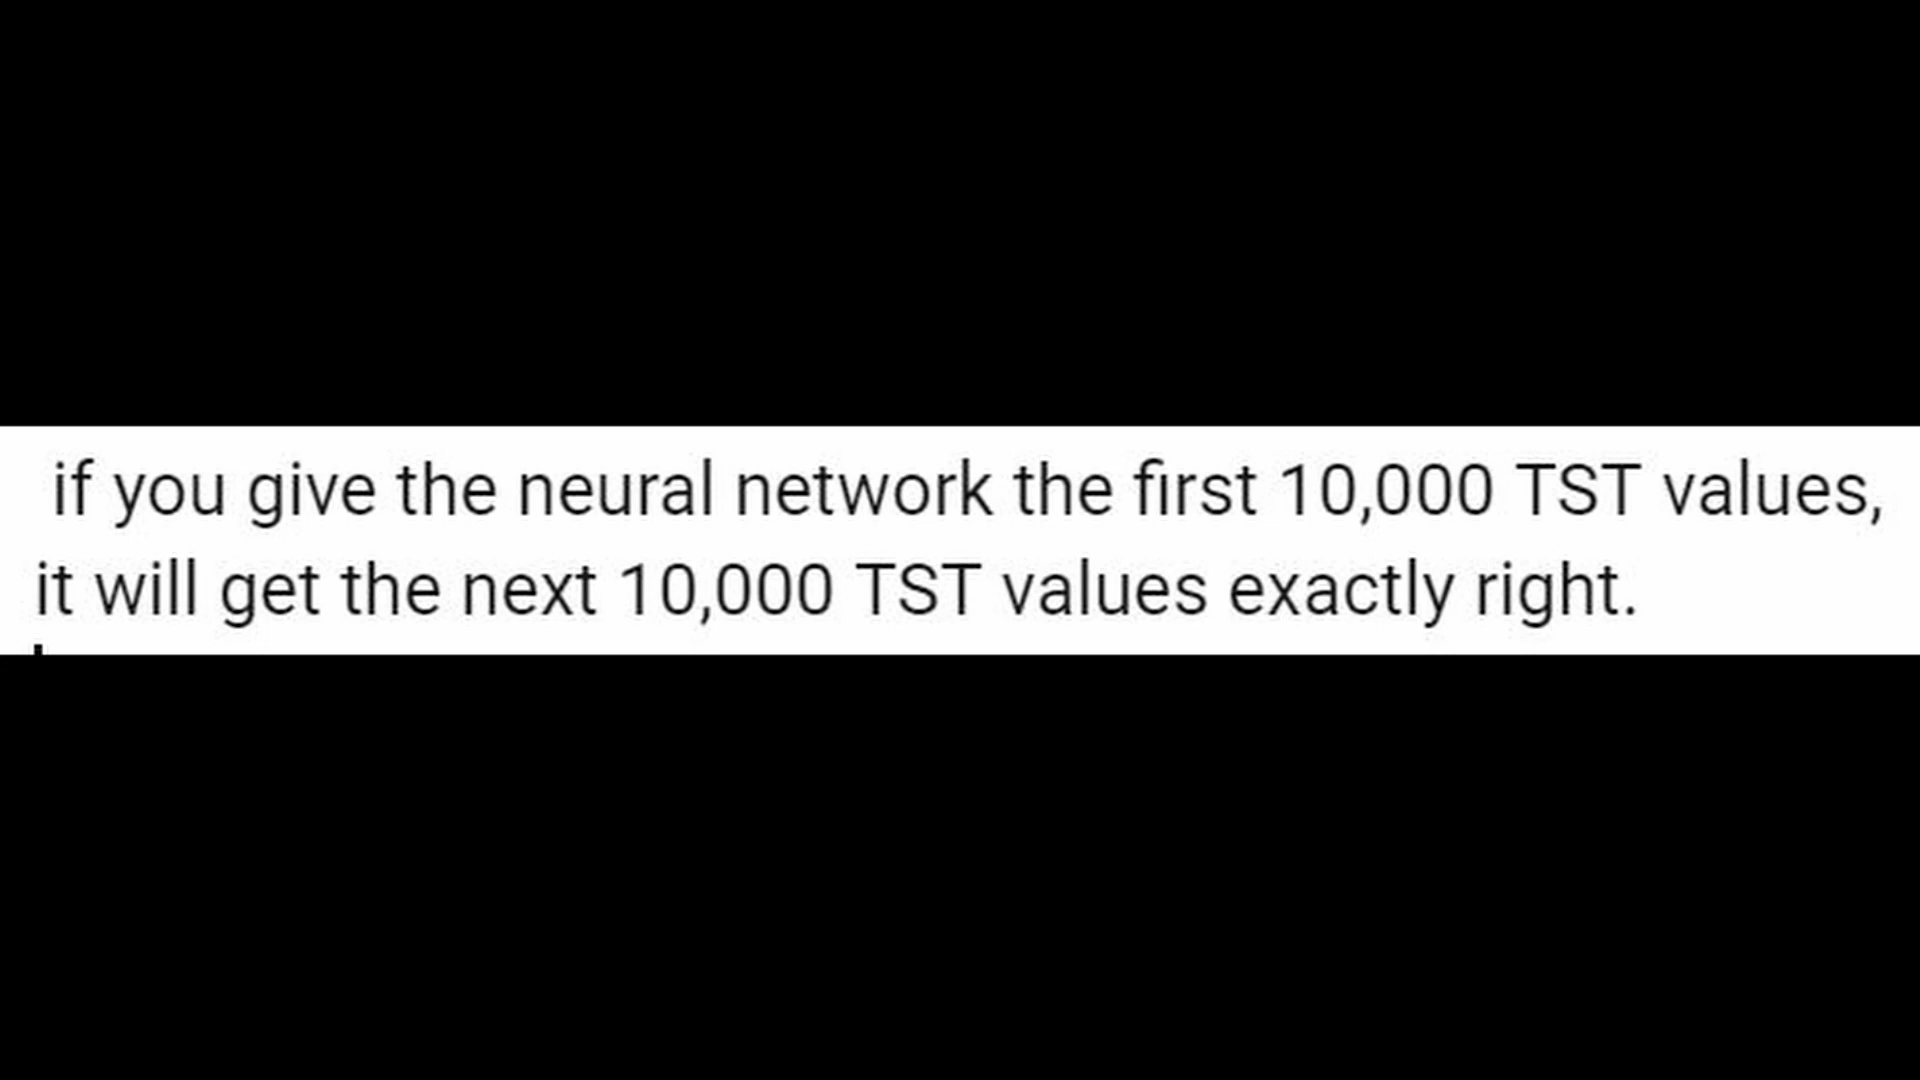 if you give the neural network the first 10,000 TST values,
it will get the next 10,000 TST values exactly right.